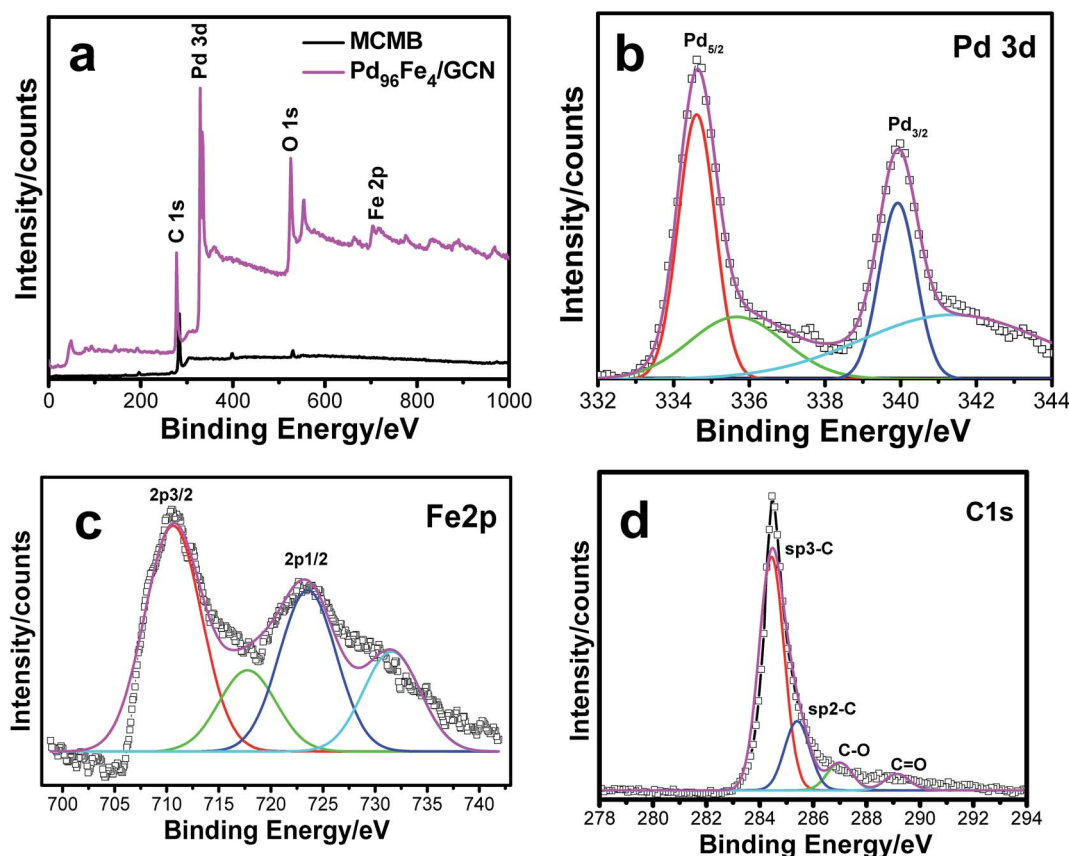 a
MCMB
Pd96Fe4/GCN
C 1s
Pd 3d
O 1s
Fe 2p
Intensity/counts
0 200 400 600 800 1000
Binding Energy/eV
b
Pd 3d
Pd5/2
Pd3/2
Intensity/counts
332 334 336 338 340 342 344
Binding Energy/eV
c
Fe2p
2p3/2
2p1/2
Intensity/counts
700 705 710 715 720 725 730 735 740
Binding Energy/eV
d
C1s
sp3-C
sp2-C
C-O
C=O
Intensity/counts
278 280 282 284 286 288 290 292 294
Binding Energy/eV